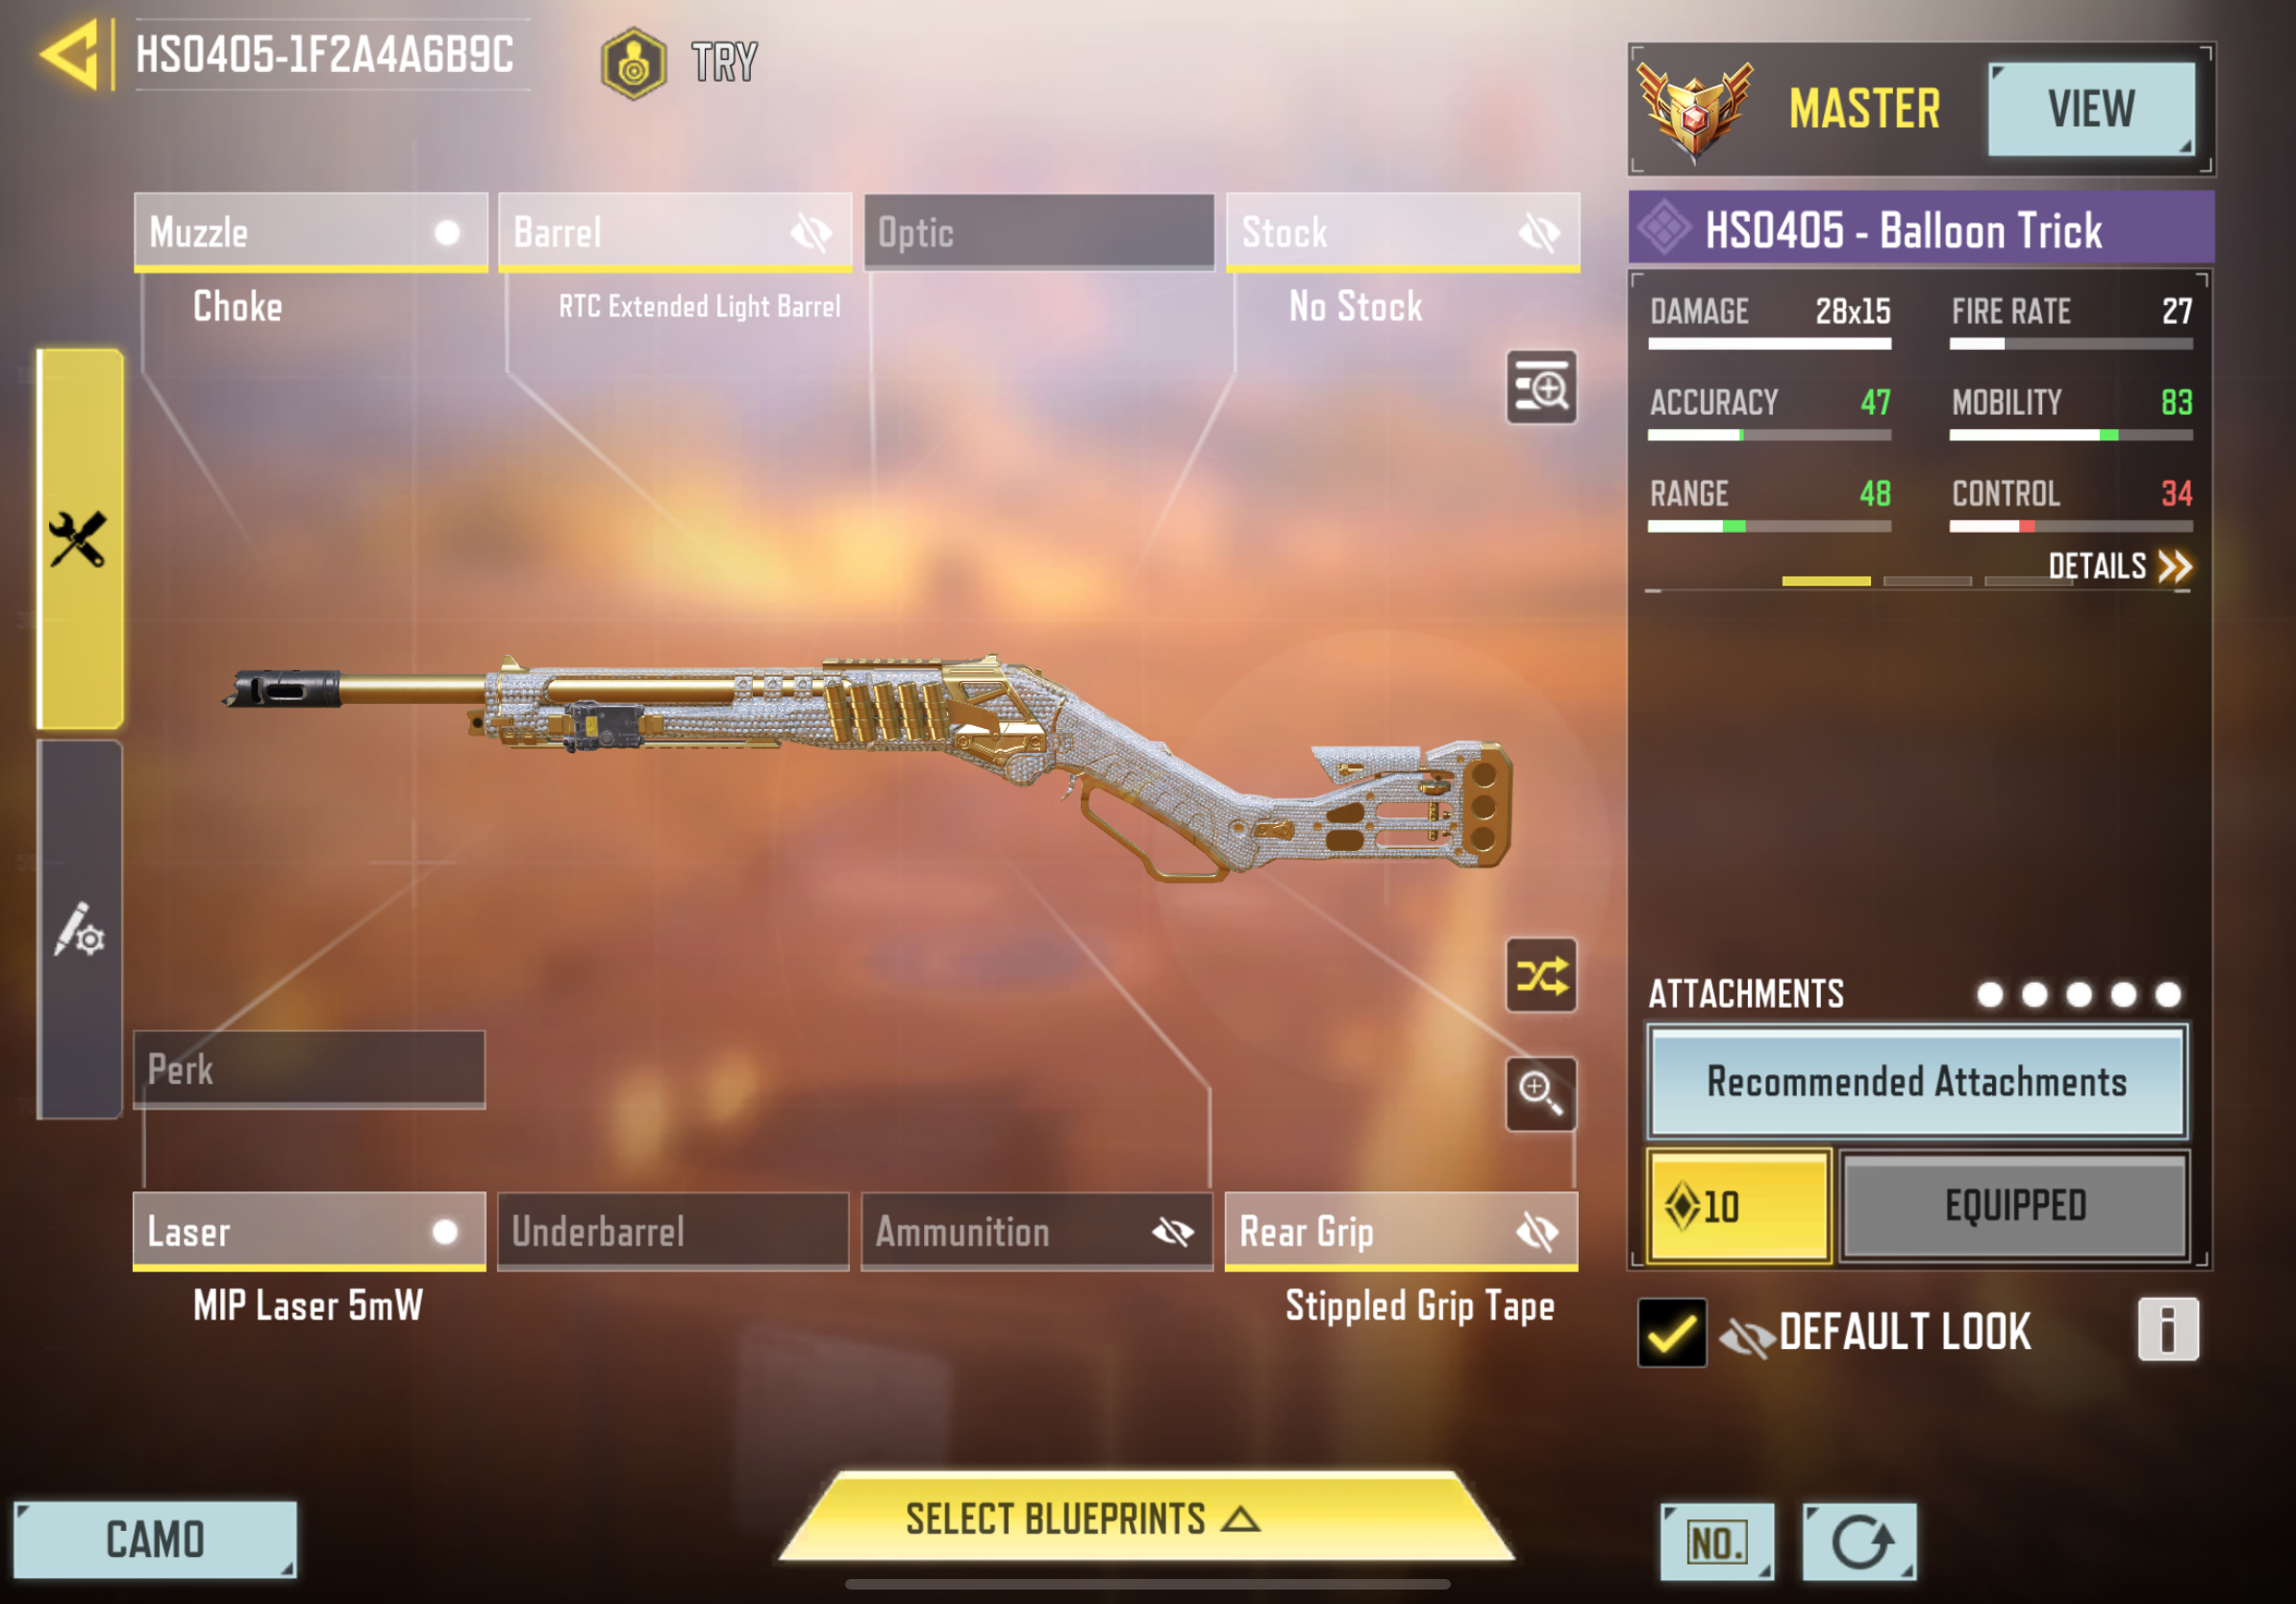 HS0405-1F2A4A6B9C
TRY
MASTER
VIEW
Muzzle
Barrel
Optic
Stock
Choke
RTC Extended Light Barrel
No Stock
HS0405 - Balloon Trick
DAMAGE 28x15
FIRE RATE 27
ACCURACY 47
MOBILITY 83
RANGE 48
CONTROL 34
DETAILS
ATTACHMENTS
Recommended Attachments
10
EQUIPPED
Perk
Laser
Underbarrel
Ammunition
Rear Grip
MIP Laser 5mW
Stippled Grip Tape
DEFAULT LOOK
i
CAMO
SELECT BLUEPRINTS
NO.